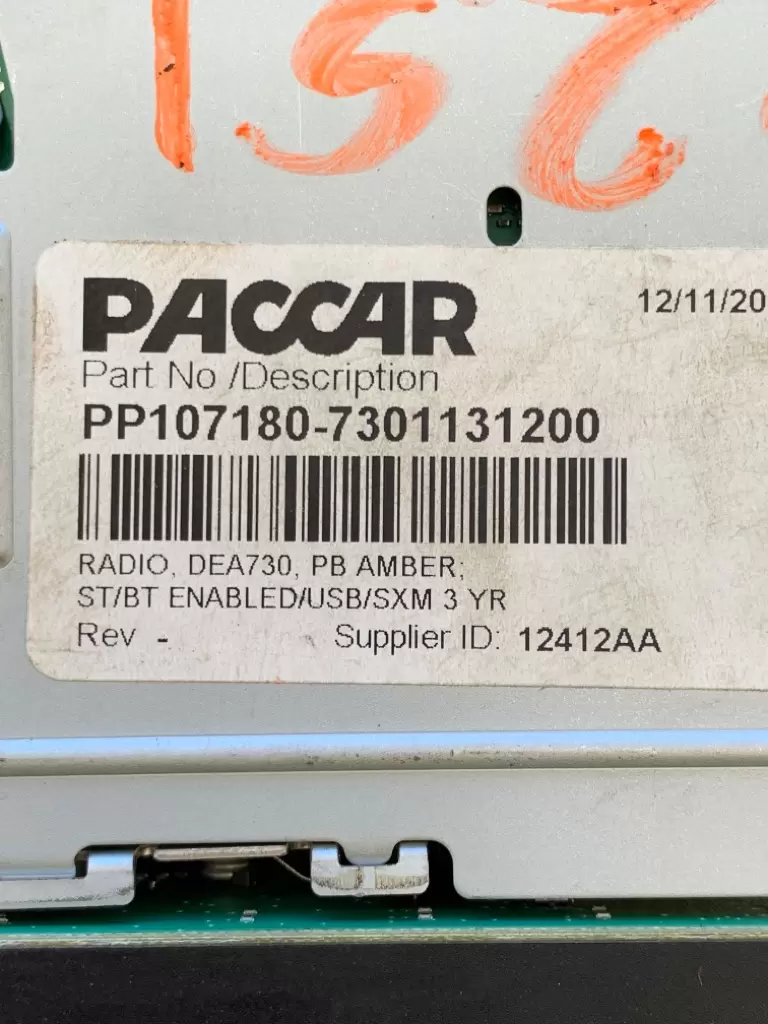 1525
PACCAR
12/11/20
Part No /Description
PP107180-7301131200
RADIO, DEA730, PB AMBER;
ST/BT ENABLED/USB/SXM 3 YR
Rev - Supplier ID: 12412AA